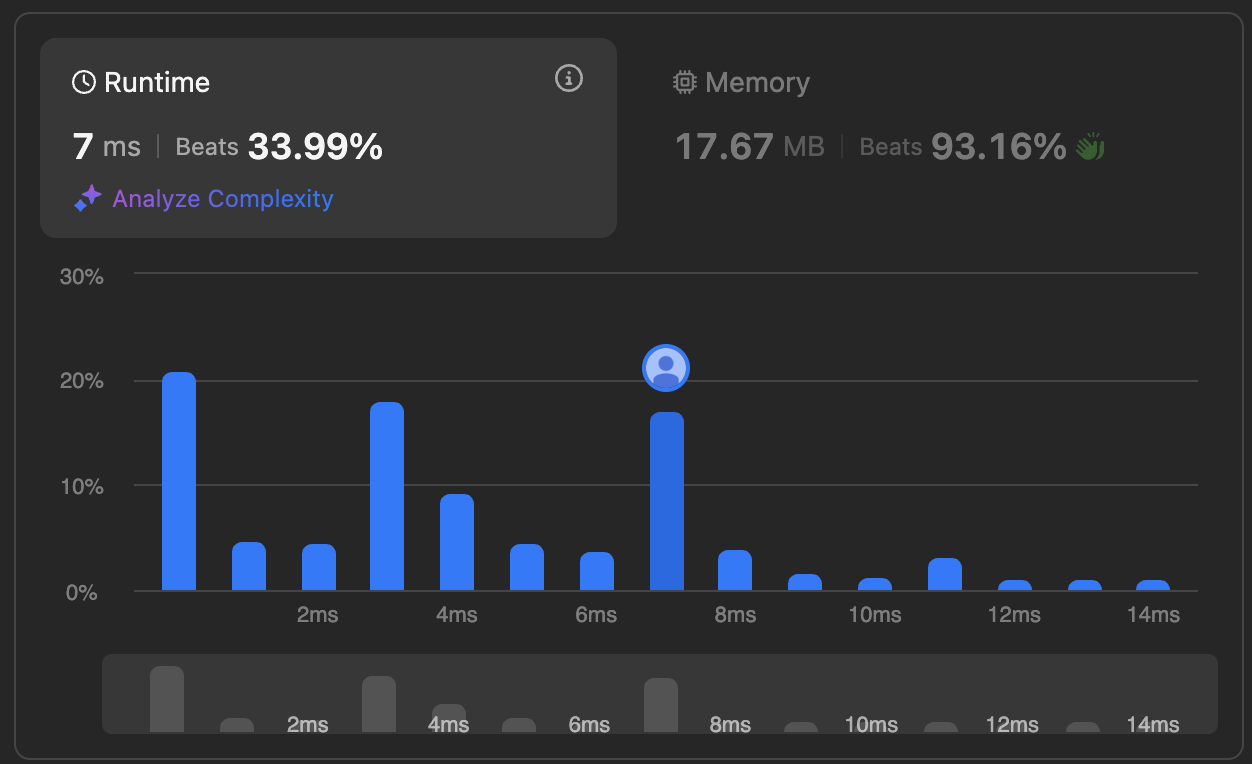 Runtime
7 ms | Beats 33.99%
Analyze Complexity
Memory
17.67 MB | Beats 93.16%
30%
20%
10%
0%
2ms 4ms 6ms 8ms 10ms 12ms 14ms
2ms 4ms 6ms 8ms 10ms 12ms 14ms